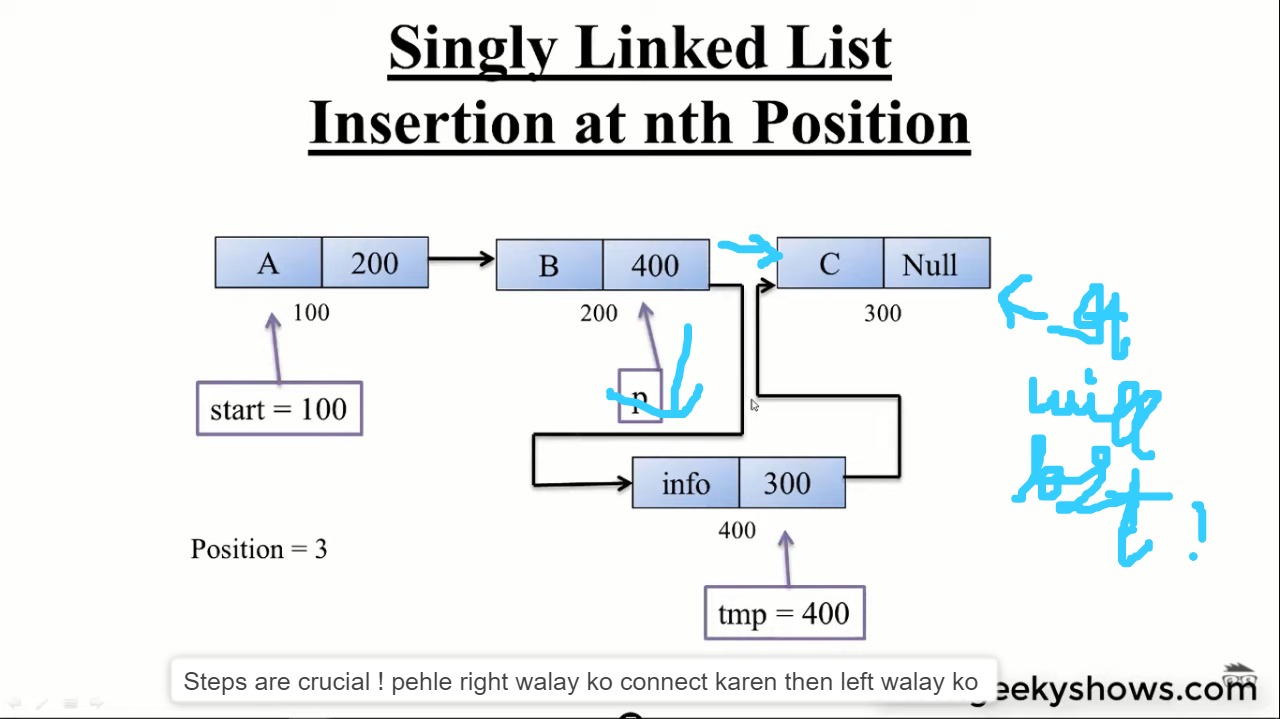 Singly Linked List
Insertion at nth Position
A 200 B 400 C Null
100 200 300
start = 100 p
info 300
400
Position = 3
tmp = 400
will
Steps are crucial ! pehle right walay ko connect karen then left walay ko
eekyshows.com